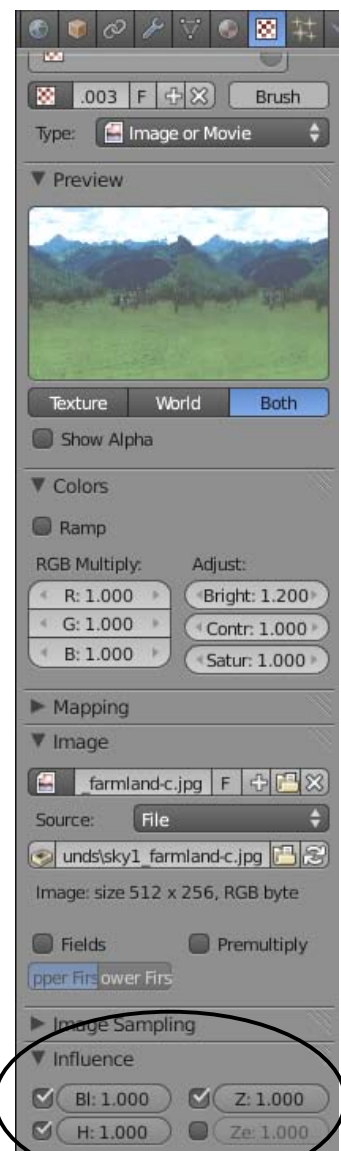 .003 F Brush
Type: Image or Movie
Preview
Texture World Both
Show Alpha
Colors
Ramp
RGB Multiply: Adjust:
R: 1.000 Bright: 1.200
G: 1.000 Contr: 1.000
B: 1.000 Satur: 1.000
Mapping
Image
_farmland-c.jpg F
Source: File
unds\sky1_farmland-c.jpg
Image: size 512 x 256, RGB byte
Fields Premultiply
pper Firs ower Firs
Image Sampling
Influence
Bl: 1.000 Z: 1.000
H: 1.000 Ze: 1.000